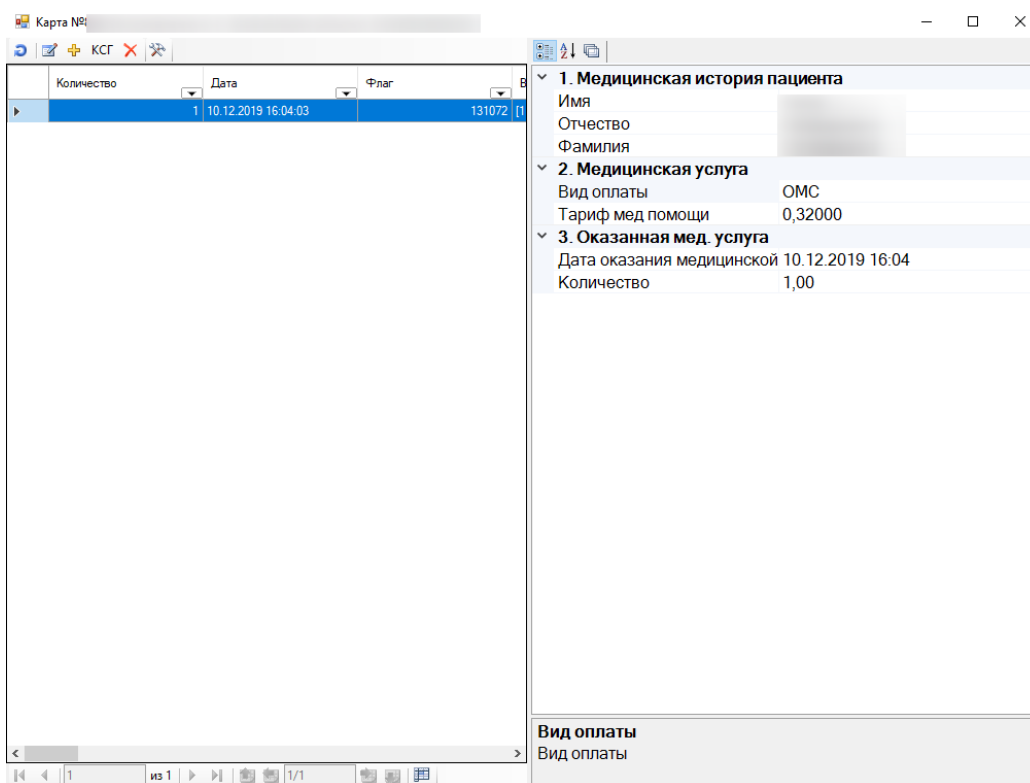 Карта №
КСГ
Количество Дата Флаг В
1 10.12.2019 16:04:03 131072 [1
1. Медицинская история пациента
Имя
Отчество
Фамилия
2. Медицинская услуга
Вид оплаты ОМС
Тариф мед помощи 0,32000
3. Оказанная мед. услуга
Дата оказания медицинской 10.12.2019 16:04
Количество 1,00
Вид оплаты
Вид оплаты
1 из 1 1/1